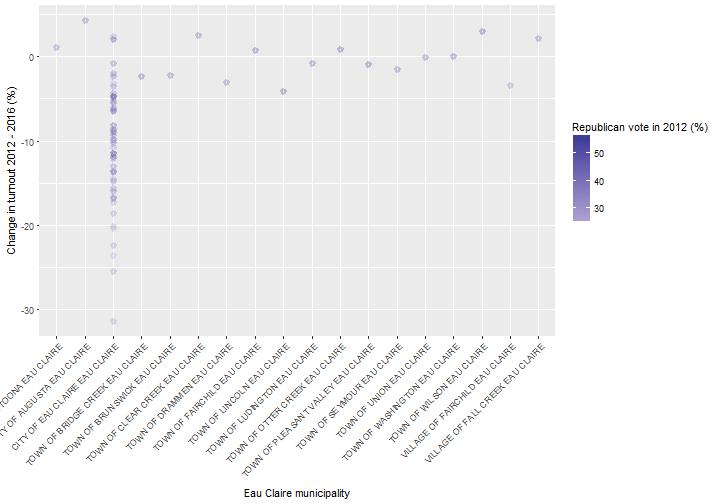 0
-10
-20
-30
Change in turnout 2012 - 2016 (%)
TOONA EAU CLAIRE
TY OF AUGUSTA EAU CLAIRE
CITY OF EAU CLAIRE EAU CLAIRE
TOWN OF BRIDGE CREEK EAU CLAIRE
TOWN OF BRUNSWICK EAU CLAIRE
TOWN OF CLEAR CREEK EAU CLAIRE
TOWN OF DRAMMEN EAU CLAIRE
TOWN OF FAIRCHILD EAU CLAIRE
TOWN OF LINCOLN EAU CLAIRE
TOWN OF LUDINGTON EAU CLAIRE
TOWN OF OTTER CREEK EAU CLAIRE
TOWN OF PLEASANT VALLEY EAU CLAIRE
TOWN OF SEYMOUR EAU CLAIRE
TOWN OF UNION EAU CLAIRE
TOWN OF WASHINGTON EAU CLAIRE
TOWN OF WILSON EAU CLAIRE
VILLAGE OF FAIRCHILD EAU CLAIRE
VILLAGE OF FALL CREEK EAU CLAIRE
Eau Claire municipality
Republican vote in 2012 (%)
50
40
30